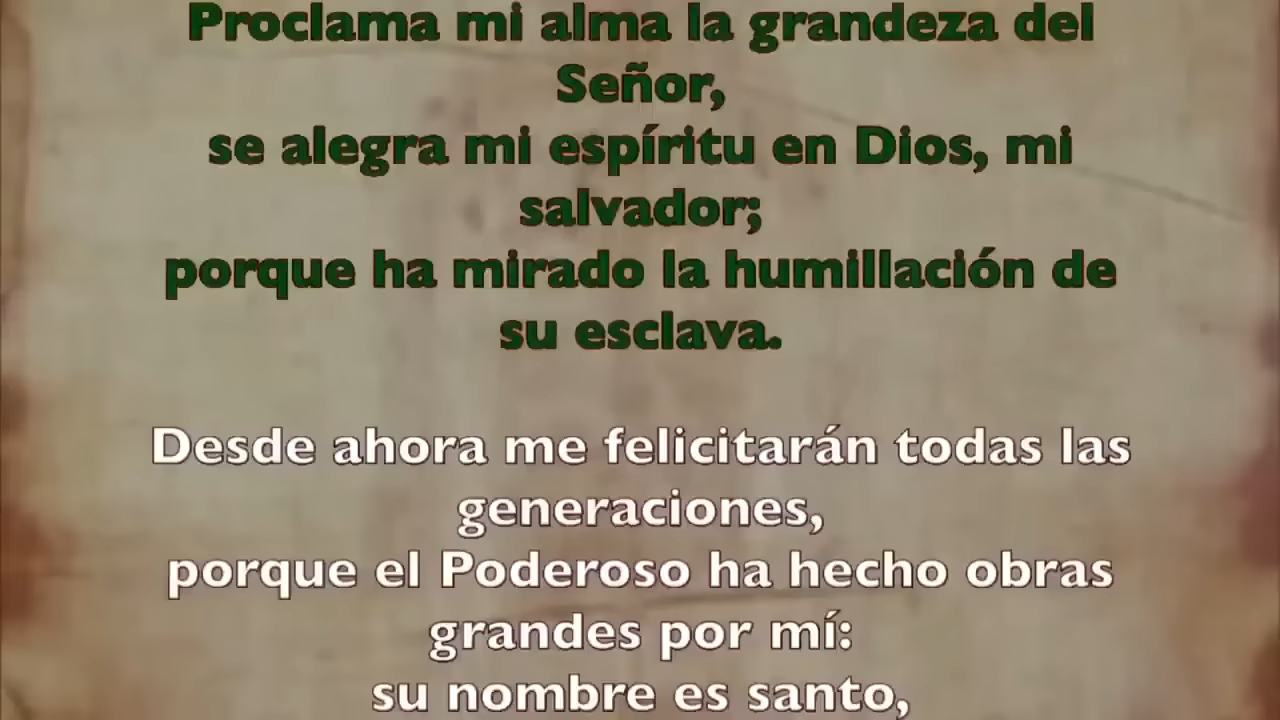 Proclama mi alma la grandeza del
Señor,
se alegra mi espíritu en Dios, mi
salvador;
porque ha mirado la humillación de
su esclava.
Desde ahora me felicitarán todas las
generaciones,
porque el Poderoso ha hecho obras
grandes por mí:
su nombre es santo,